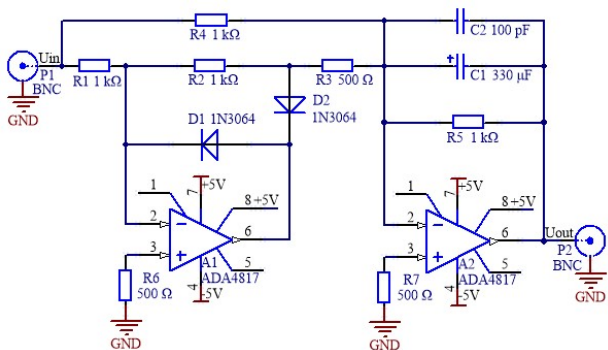 R4 1 kΩ
C2 100 pF
Uin
P1
BNC
GND
R1 1 kΩ
R2 1 kΩ
R3 500 Ω
C1 330 µF
+
D2
1N3064
D1 1N3064
R5 1 kΩ
1
7
+5V
8 +5V
2
3
6
A1
ADA4817
5
4
-5V
R6
500 Ω
GND
1
7
+5V
8 +5V
2
3
6
A2
ADA4817
5
4
-5V
R7
500 Ω
GND
Uout
P2
BNC
GND